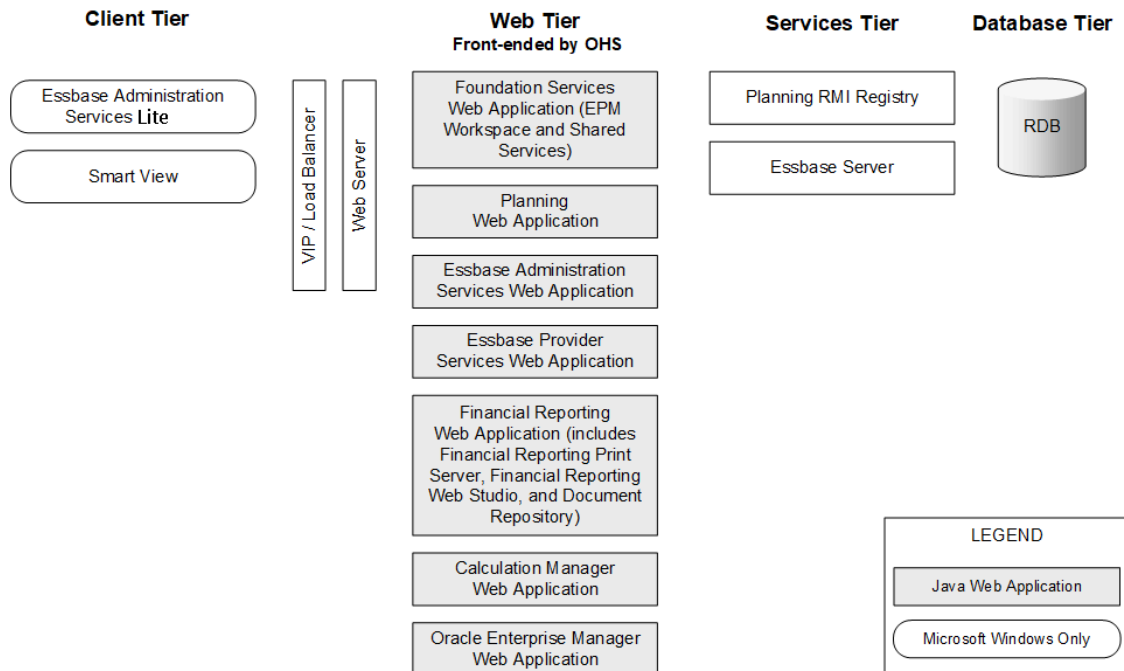 Client Tier
Web Tier
Front-ended by OHS
Services Tier
Database Tier
Essbase Administration
Services Lite
Smart View
VIP / Load Balancer
Web Server
Foundation Services
Web Application (EPM
Workspace and Shared
Services)
Planning
Web Application
Essbase Administration
Services Web Application
Essbase Provider
Services Web Application
Financial Reporting
Web Application (includes
Financial Reporting Print
Server, Financial Reporting
Web Studio, and Document
Repository)
Calculation Manager
Web Application
Oracle Enterprise Manager
Web Application
Planning RMI Registry
Essbase Server
RDB
LEGEND
Java Web Application
Microsoft Windows Only